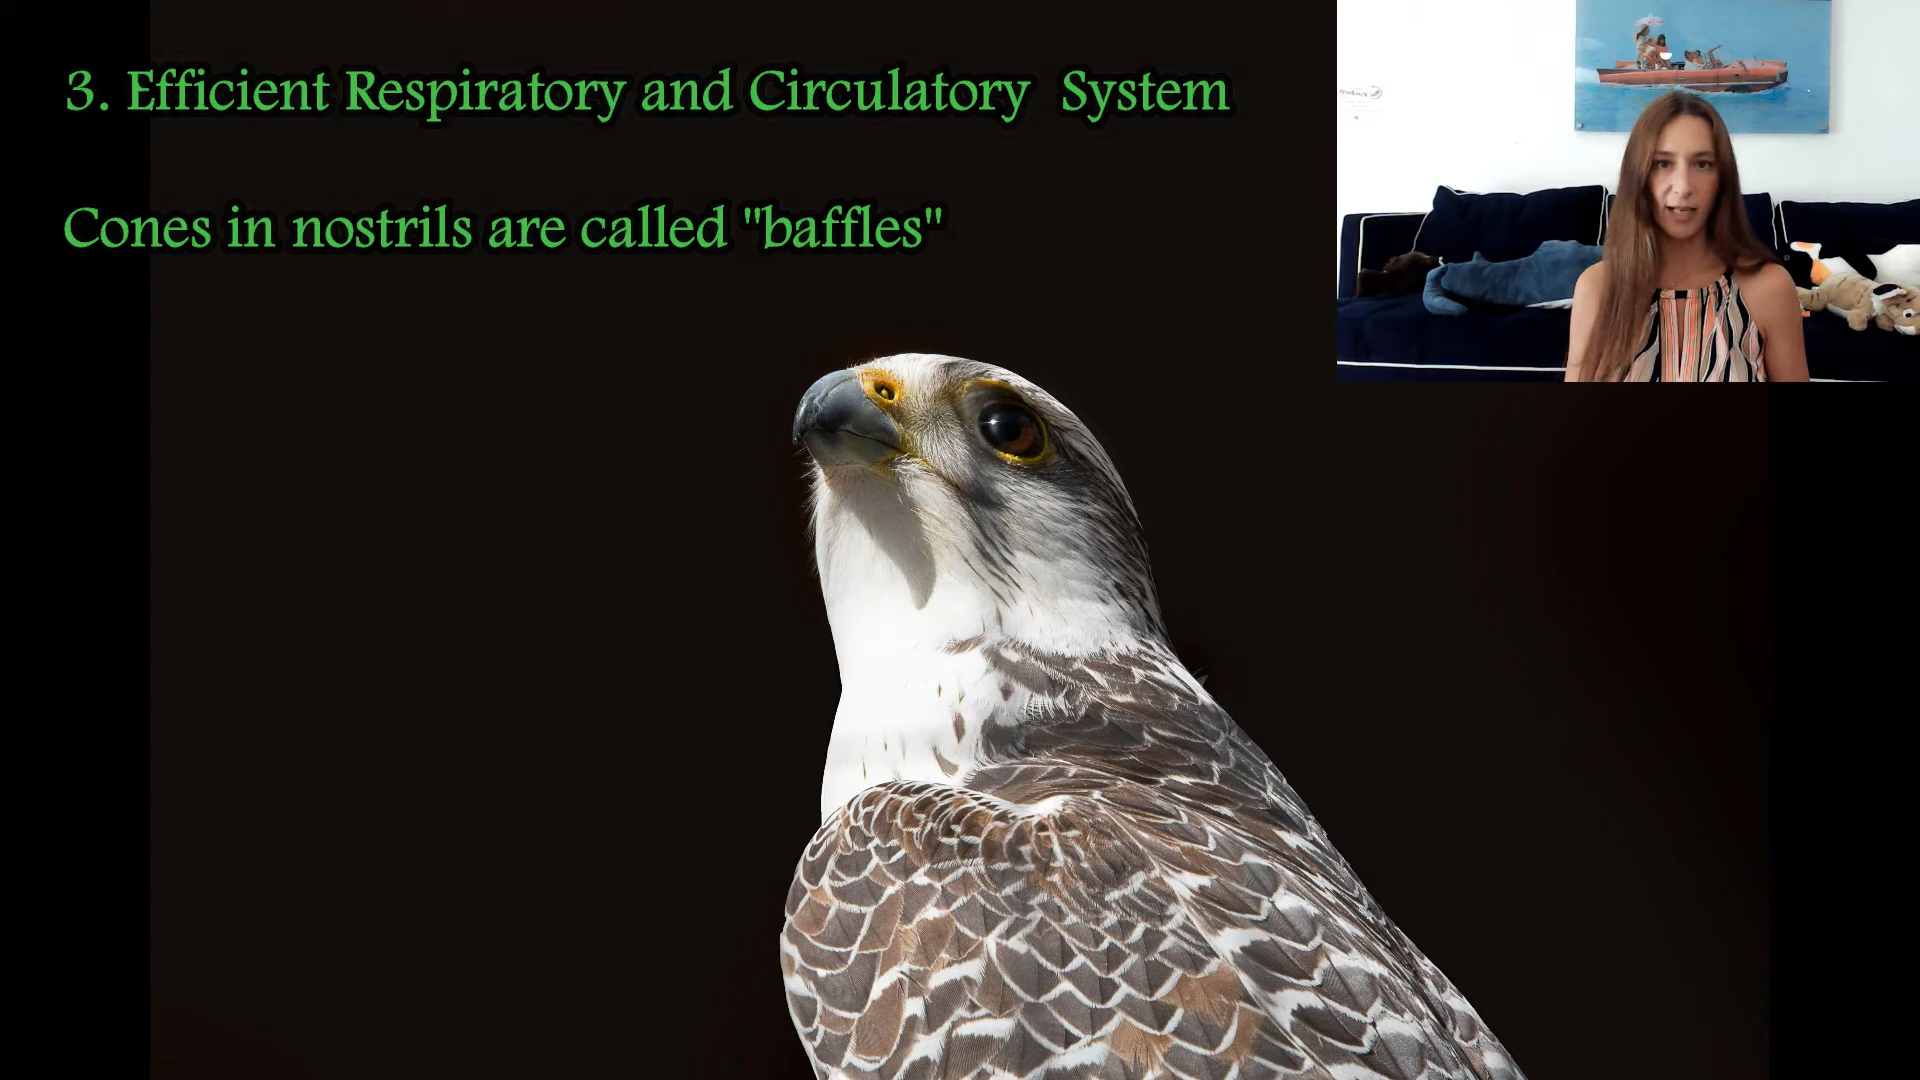 3. Efficient Respiratory and Circulatory System
Cones in nostrils are called "baffles"